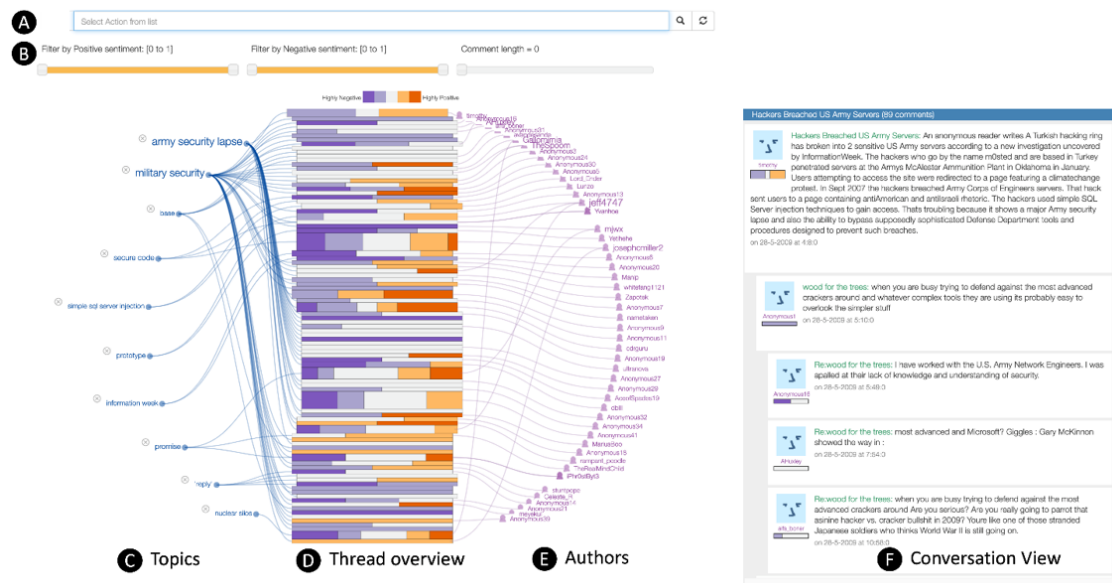 A
Select Action from list
B
Filter by Positive sentiment: [0 to 1]
Filter by Negative sentiment: [0 to 1]
Comment length = 0
Highly Negative
Highly Positive
army security lapse
military security
base
secure code
simple sql server injection
prototype
information week
promise
reply
nuclear silos
timothy
TheSpoom
Anonymous2
Anonymous24
Anonymous30
Lord_Order
Anonymous13
jeff4747
mjwx
Yethehe
josephcmiller2
Anonymous5
Anonymous20
Manip
whitefang1121
Zapotek
Anonymous7
nametaken
Anonymous9
Anonymous11
cdrguru
Anonymous19
ultranova
Anonymous27
Anonymous29
AcesfSpades19
Anonymous32
Anonymous34
Anonymous41
ManiaSeo
Anonymous18
rampant_poodle
TheRealMindChild
stumpope
Celeste_R
Anonymous14
Anonymous21
C Topics
D Thread overview
E Authors
Hackers Breached US Army Servers (89 comments)
timothy
Hackers Breached US Army Servers: An anonymous reader writes A Turkish hacking ring
has broken into 2 sensitive US Army servers according to a new investigation uncovered
by InformationWeek. The hackers who go by the name m0sted and are based in Turkey
penetrated servers at the Armys McAlester Ammunition Plant in Oklahoma in January.
Users attempting to access the site were redirected to a page featuring a climatechange
protest. In Sept 2007 the hackers breached Army Corps of Engineers servers. That hack
sent users to a page containing antiAmerican and antiIsraeli rhetoric. The hackers used simple SQL
Server injection techniques to gain access. Thats troubling because it shows a major Army security
lapse and also the ability to bypass supposedly sophisticated Defense Department tools and
procedures designed to prevent such breaches.
on 28-5-2009 at 4:8:0
Anonymous1
wood for the trees: when you are busy trying to defend against the most advanced
crackers around and whatever complex tools they are using its probably easy to
overlook the simpler stuff
on 28-5-2009 at 5:10:0
Anonymous16
Re:wood for the trees: I have worked with the U.S. Army Network Engineers. I was
apalled at their lack of knowledge and understanding of security.
on 28-5-2009 at 5:49:0
AHuxley
Re:wood for the trees: most advanced and Microsoft? Giggles : Gary McKinnon
showed the way in :
on 28-5-2009 at 7:54:0
Re:wood for the trees: when you are busy trying to defend against the most
advanced crackers around Are you serious? Are you really going to parrot that
asinine hacker vs. cracker bullshit in 2009? Youre like one of those stranded
Japanese soldiers who thinks World War II is still going on.
on 28-5-2009 at 10:58:0
F Conversation View